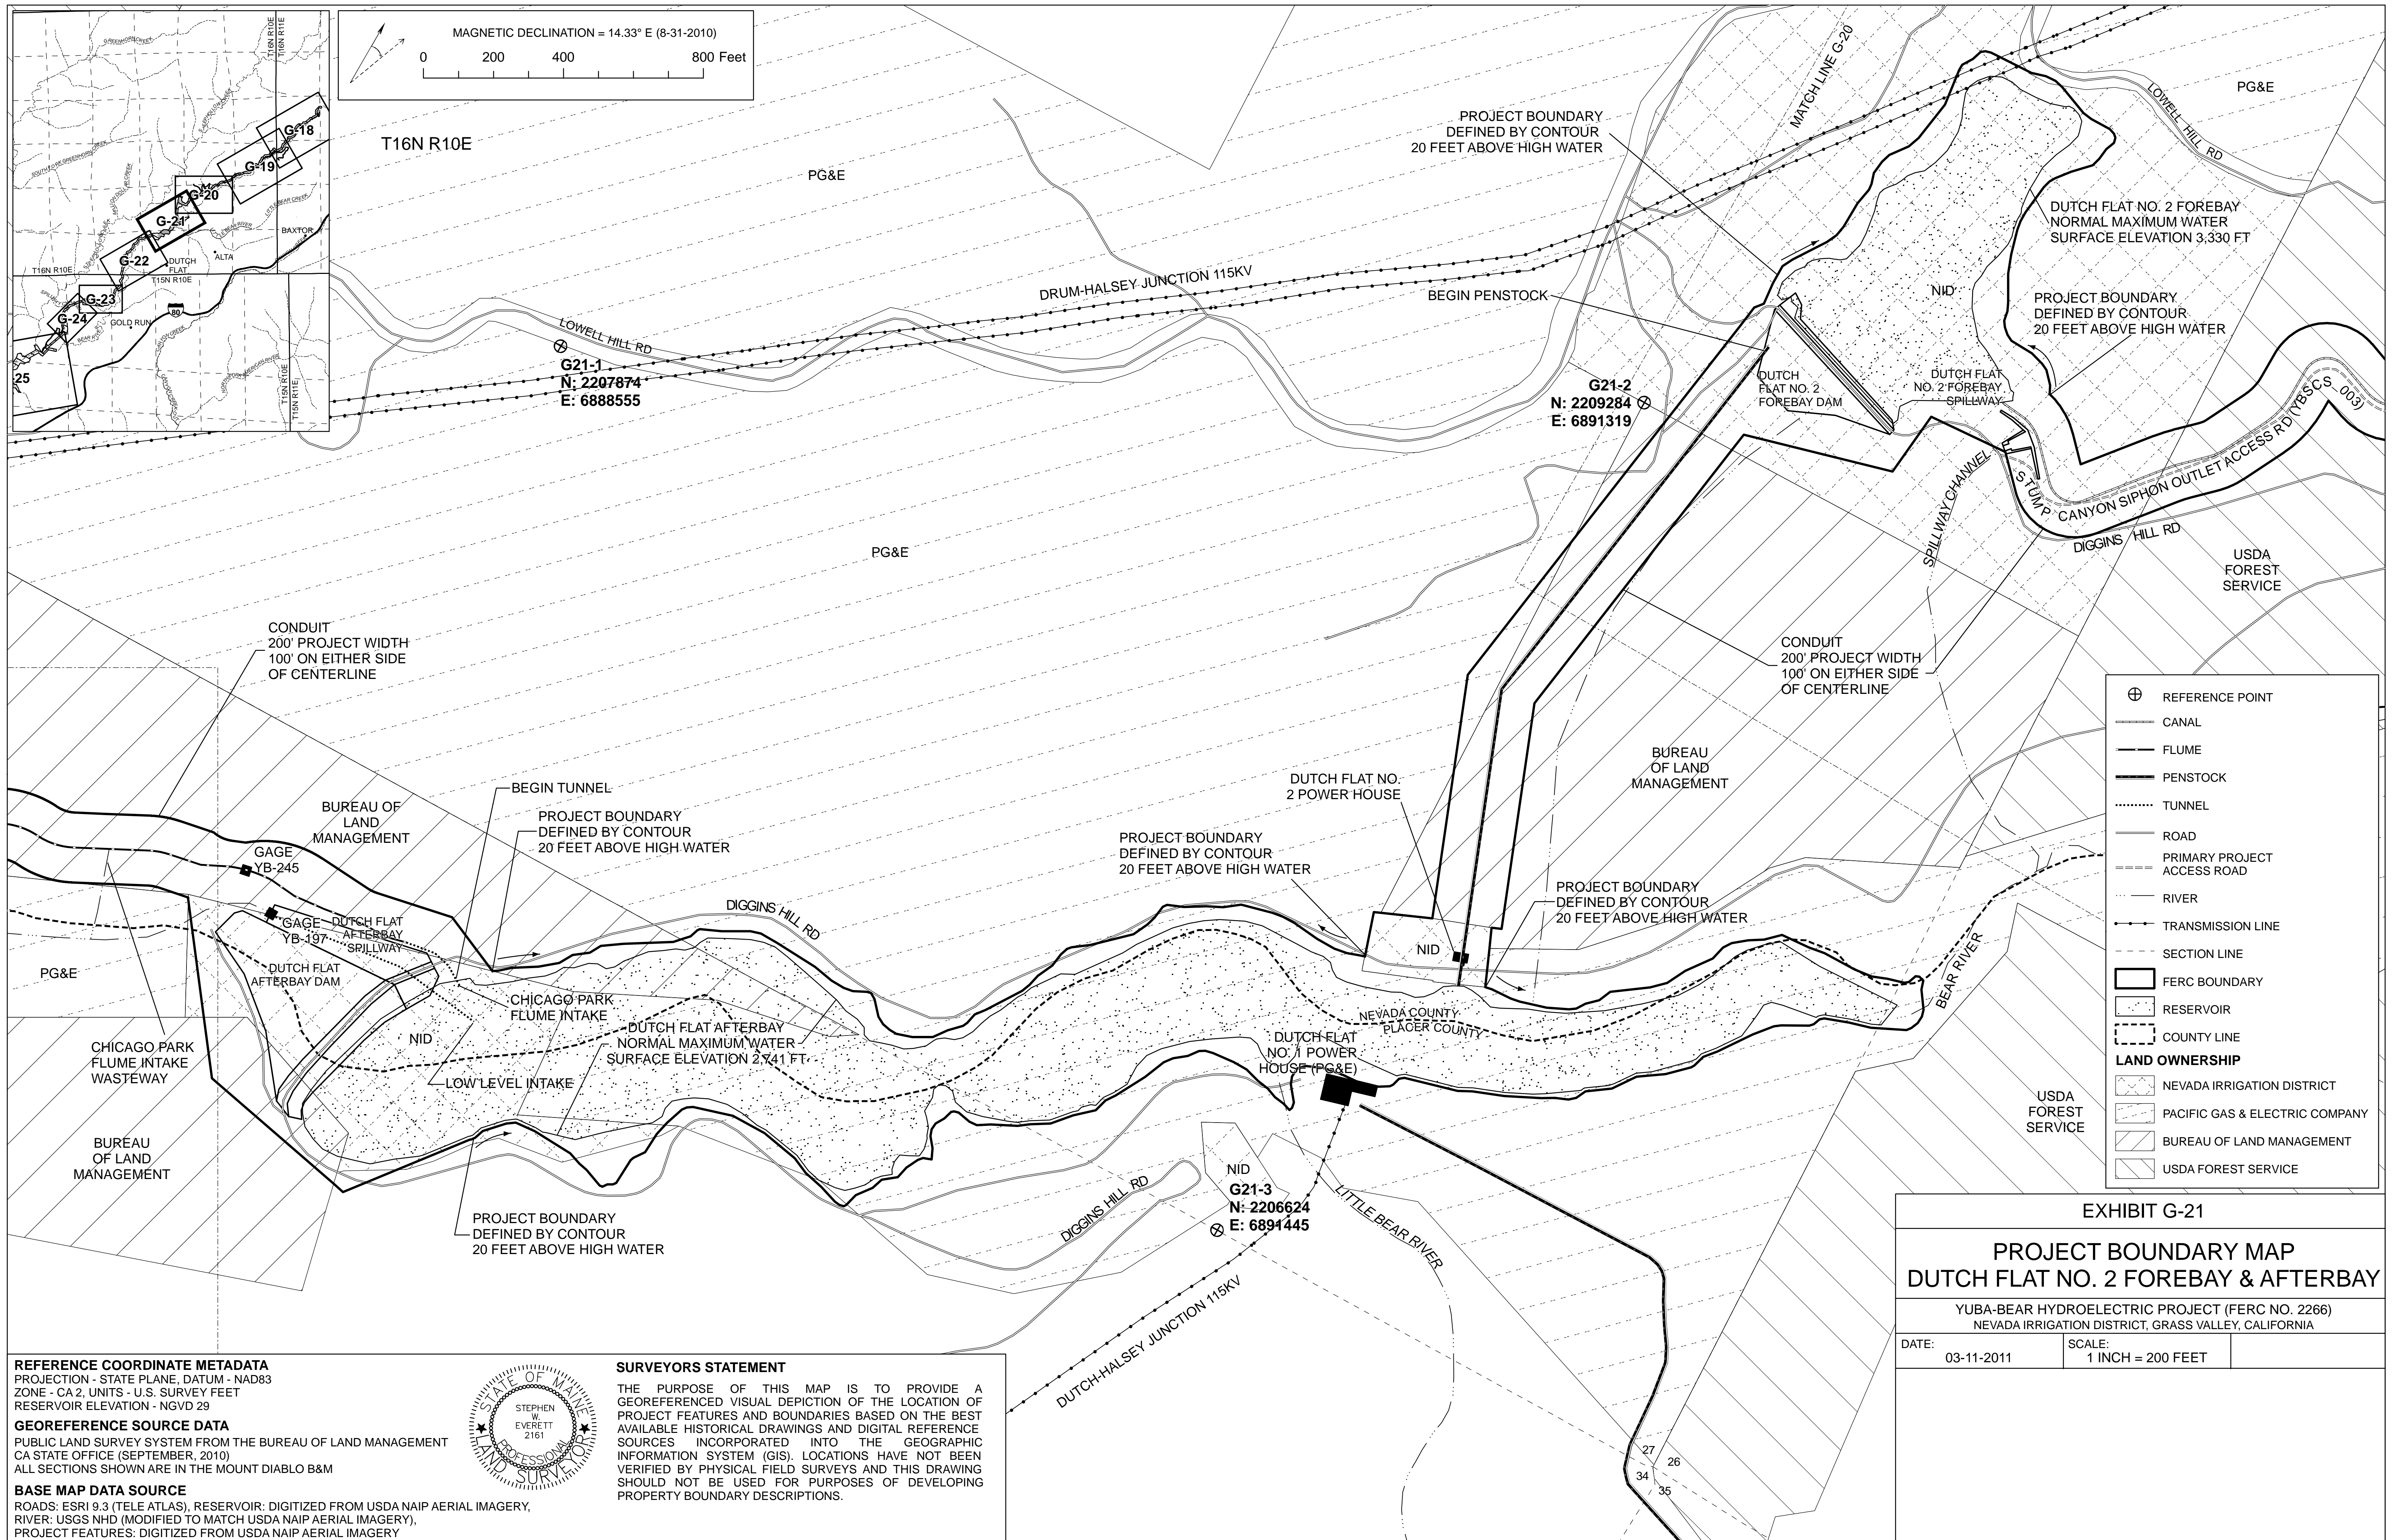 MAGNETIC DECLINATION = 14.33° E (8-31-2010)
0 200 400 800 Feet
T16N R10E
T16N R11E
GREENHORN CREEK
G-18
G-19
G-20
G-21
G-22
G-23
G-24
25
BAXTOR
ALTA
DUTCH
FLAT
T16N R10E
T15N R10E
80
GOLD RUN
T15N R10E
T15N R11E
T16N R10E
PG&E
PROJECT BOUNDARY
DEFINED BY CONTOUR
20 FEET ABOVE HIGH WATER
MATCH LINE G-20
LOWELL HILL RD
PG&E
DUTCH FLAT NO. 2 FOREBAY
NORMAL MAXIMUM WATER
SURFACE ELEVATION 3,330 FT
NID
PROJECT BOUNDARY
DEFINED BY CONTOUR
20 FEET ABOVE HIGH WATER
DRUM-HALSEY JUNCTION 115KV
BEGIN PENSTOCK
LOWELL HILL RD
G21-1
N: 2207874
E: 6888555
G21-2
N: 2209284
E: 6891319
DUTCH
FLAT NO. 2
FOREBAY DAM
DUTCH FLAT
NO. 2 FOREBAY
SPILLWAY
SPILLWAY CHANNEL
STUMP CANYON SIPHON OUTLET ACCESS RD (YBSCS_003)
DIGGINS HILL RD
USDA
FOREST
SERVICE
PG&E
CONDUIT
200' PROJECT WIDTH
100' ON EITHER SIDE
OF CENTERLINE
CONDUIT
200' PROJECT WIDTH
100' ON EITHER SIDE
OF CENTERLINE
BUREAU
OF LAND
MANAGEMENT
DUTCH FLAT NO.
2 POWER HOUSE
BEGIN TUNNEL
PROJECT BOUNDARY
DEFINED BY CONTOUR
20 FEET ABOVE HIGH WATER
BUREAU OF
LAND
MANAGEMENT
GAGE
YB-245
PROJECT BOUNDARY
DEFINED BY CONTOUR
20 FEET ABOVE HIGH WATER
PROJECT BOUNDARY
DEFINED BY CONTOUR
20 FEET ABOVE HIGH WATER
DIGGINS HILL RD
GAGE
YB-197
DUTCH FLAT
AFTERBAY
SPILLWAY
DUTCH FLAT
AFTERBAY DAM
PG&E
NID
BEAR RIVER
CHICAGO PARK
FLUME INTAKE
NID
DUTCH FLAT AFTERBAY
NORMAL MAXIMUM WATER
SURFACE ELEVATION 2,741 FT
NEVADA COUNTY
PLACER COUNTY
DUTCH FLAT
NO. 1 POWER
HOUSE (PG&E)
CHICAGO PARK
FLUME INTAKE
WASTEWAY
LOW LEVEL INTAKE
BUREAU
OF LAND
MANAGEMENT
USDA
FOREST
SERVICE
NID
G21-3
N: 2206624
E: 6891445
DIGGINS HILL RD
LITTLE BEAR RIVER
PROJECT BOUNDARY
DEFINED BY CONTOUR
20 FEET ABOVE HIGH WATER
DUTCH-HALSEY JUNCTION 115KV
27
26
34
35
REFERENCE POINT
CANAL
FLUME
PENSTOCK
TUNNEL
ROAD
PRIMARY PROJECT
ACCESS ROAD
RIVER
TRANSMISSION LINE
SECTION LINE
FERC BOUNDARY
RESERVOIR
COUNTY LINE
LAND OWNERSHIP
NEVADA IRRIGATION DISTRICT
PACIFIC GAS & ELECTRIC COMPANY
BUREAU OF LAND MANAGEMENT
USDA FOREST SERVICE
EXHIBIT G-21
PROJECT BOUNDARY MAP
DUTCH FLAT NO. 2 FOREBAY & AFTERBAY
YUBA-BEAR HYDROELECTRIC PROJECT (FERC NO. 2266)
NEVADA IRRIGATION DISTRICT, GRASS VALLEY, CALIFORNIA
DATE:
03-11-2011
SCALE:
1 INCH = 200 FEET
REFERENCE COORDINATE METADATA
PROJECTION - STATE PLANE, DATUM - NAD83
ZONE - CA 2, UNITS - U.S. SURVEY FEET
RESERVOIR ELEVATION - NGVD 29
GEOREFERENCE SOURCE DATA
PUBLIC LAND SURVEY SYSTEM FROM THE BUREAU OF LAND MANAGEMENT
CA STATE OFFICE (SEPTEMBER, 2010)
ALL SECTIONS SHOWN ARE IN THE MOUNT DIABLO B&M
BASE MAP DATA SOURCE
ROADS: ESRI 9.3 (TELE ATLAS), RESERVOIR: DIGITIZED FROM USDA NAIP AERIAL IMAGERY,
RIVER: USGS NHD (MODIFIED TO MATCH USDA NAIP AERIAL IMAGERY),
PROJECT FEATURES: DIGITIZED FROM USDA NAIP AERIAL IMAGERY
STATE OF MAINE
STEPHEN
W.
EVERETT
2161
PROFESSIONAL
LAND SURVEYOR
SURVEYORS STATEMENT
THE PURPOSE OF THIS MAP IS TO PROVIDE A
GEOREFERENCED VISUAL DEPICTION OF THE LOCATION OF
PROJECT FEATURES AND BOUNDARIES BASED ON THE BEST
AVAILABLE HISTORICAL DRAWINGS AND DIGITAL REFERENCE
SOURCES INCORPORATED INTO THE GEOGRAPHIC
INFORMATION SYSTEM (GIS). LOCATIONS HAVE NOT BEEN
VERIFIED BY PHYSICAL FIELD SURVEYS AND THIS DRAWING
SHOULD NOT BE USED FOR PURPOSES OF DEVELOPING
PROPERTY BOUNDARY DESCRIPTIONS.